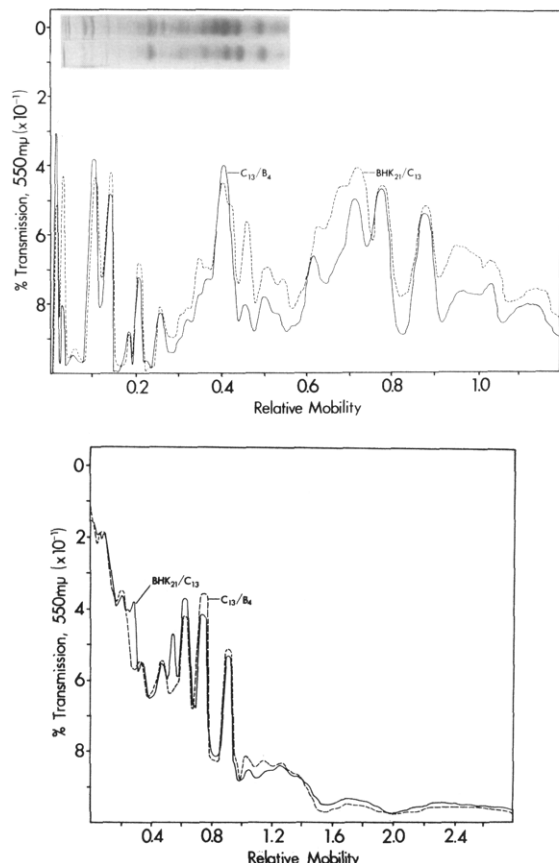 0
2
4
6
8
% Transmission, 550mμ (x 10⁻¹)
C₁₃/B₄
BHK₂₁/C₁₃
0.2 0.4 0.6 0.8 1.0
Relative Mobility
0
2
4
6
8
% Transmission, 550mμ (x 10⁻¹)
BHK₂₁/C₁₃
C₁₃/B₄
0.4 0.8 1.2 1.6 2.0 2.4
Relative Mobility